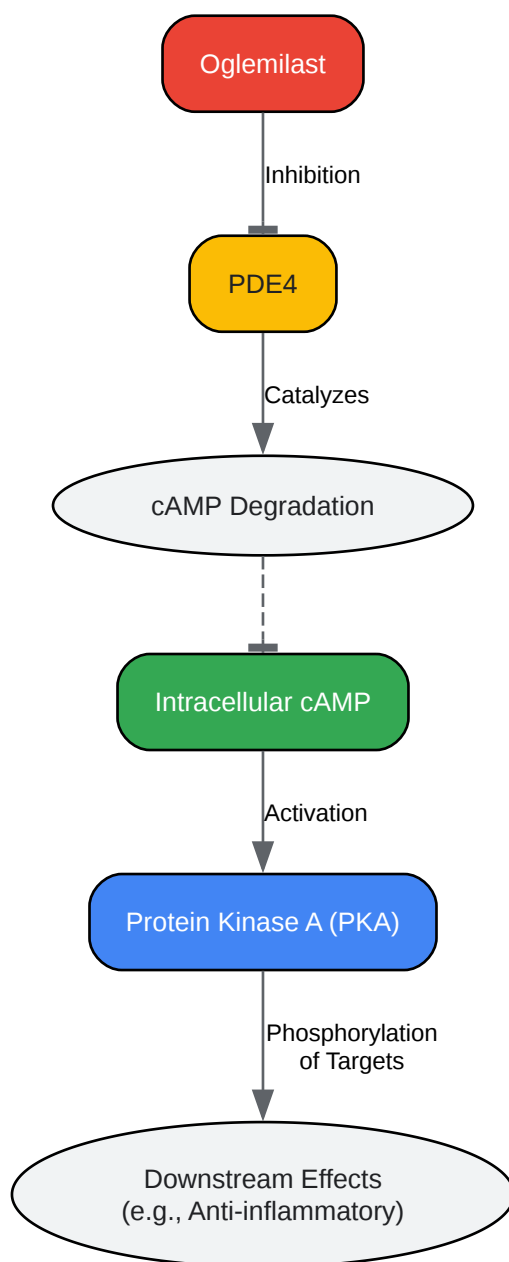 Oglemilast
Inhibition
PDE4
Catalyzes
cAMP Degradation
Intracellular cAMP
Activation
Protein Kinase A (PKA)
Phosphorylation
of Targets
Downstream Effects
(e.g., Anti-inflammatory)